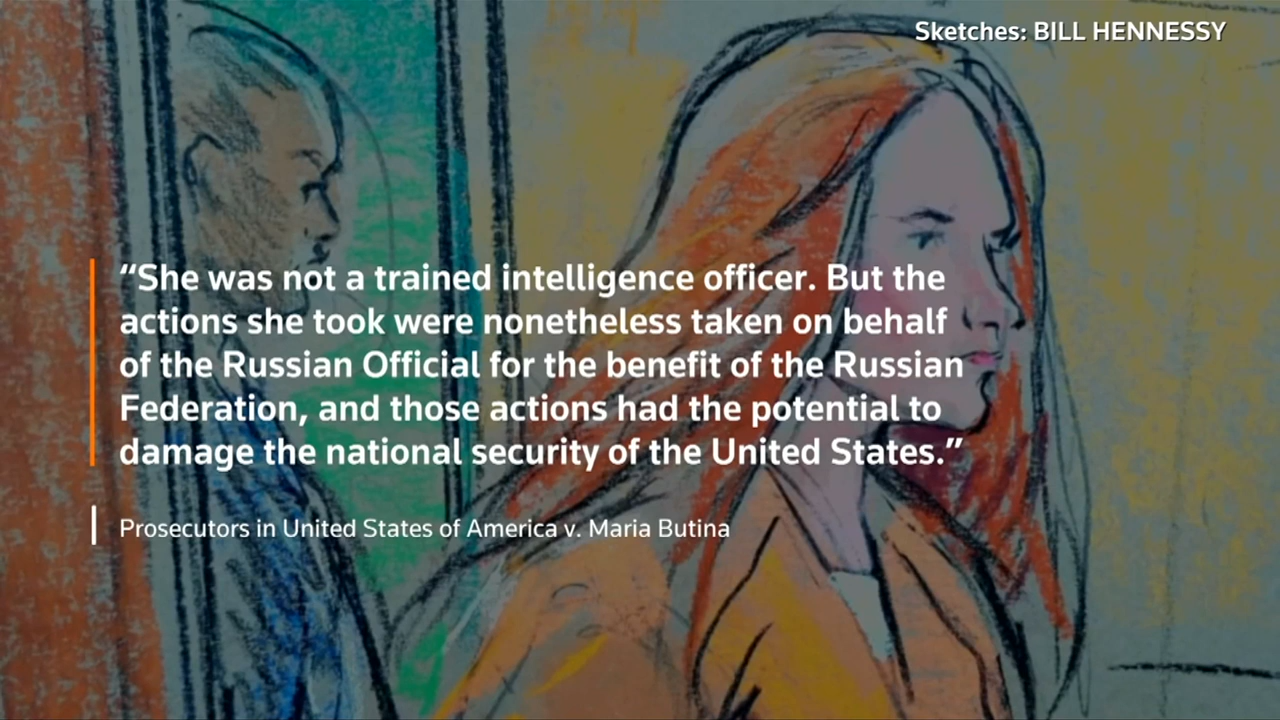 Sketches: BILL HENNESSY
“She was not a trained intelligence officer. But the
actions she took were nonetheless taken on behalf
of the Russian Official for the benefit of the Russian
Federation, and those actions had the potential to
damage the national security of the United States.”
Prosecutors in United States of America v. Maria Butina